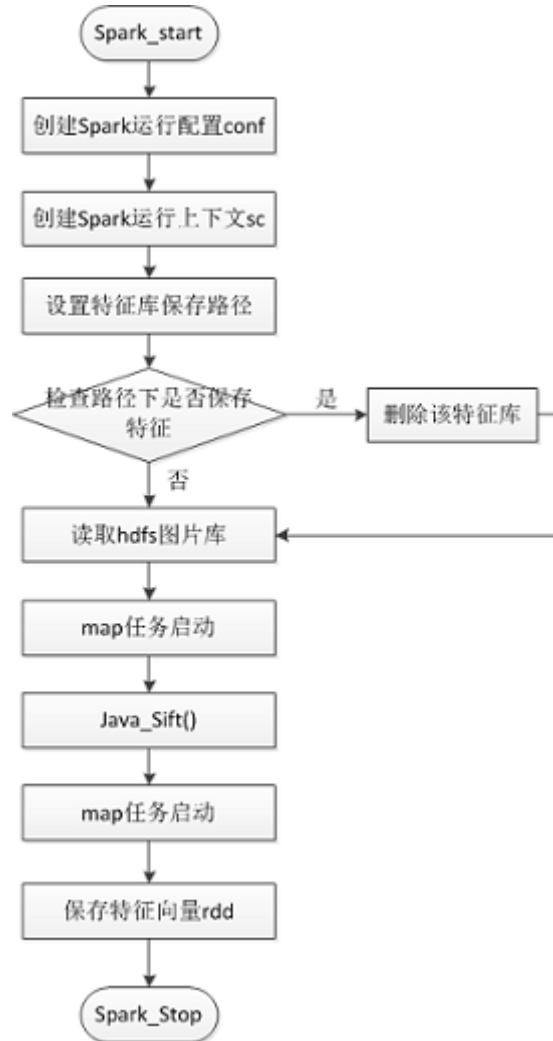 Spark_start
创建Spark运行配置conf
创建Spark运行上下文sc
设置特征库保存路径
检查路径下是否保存
特征
是
删除该特征库
否
读取hdfs图片库
map任务启动
Java_Sift()
map任务启动
保存特征向量rdd
Spark_Stop